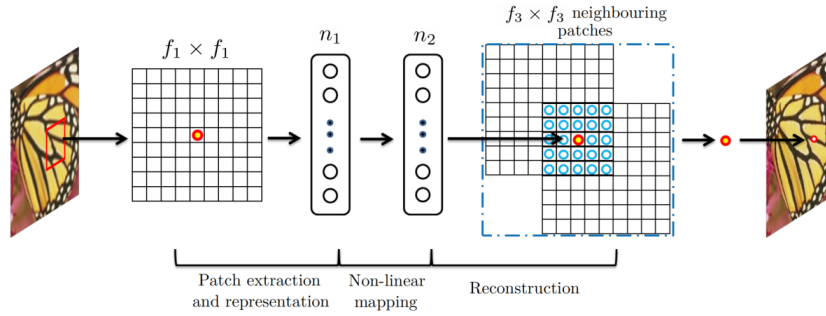 f₁ × f₁
n₁
n₂
f₃ × f₃ neighbouring
patches
Patch extraction
and representation
Non-linear
mapping
Reconstruction